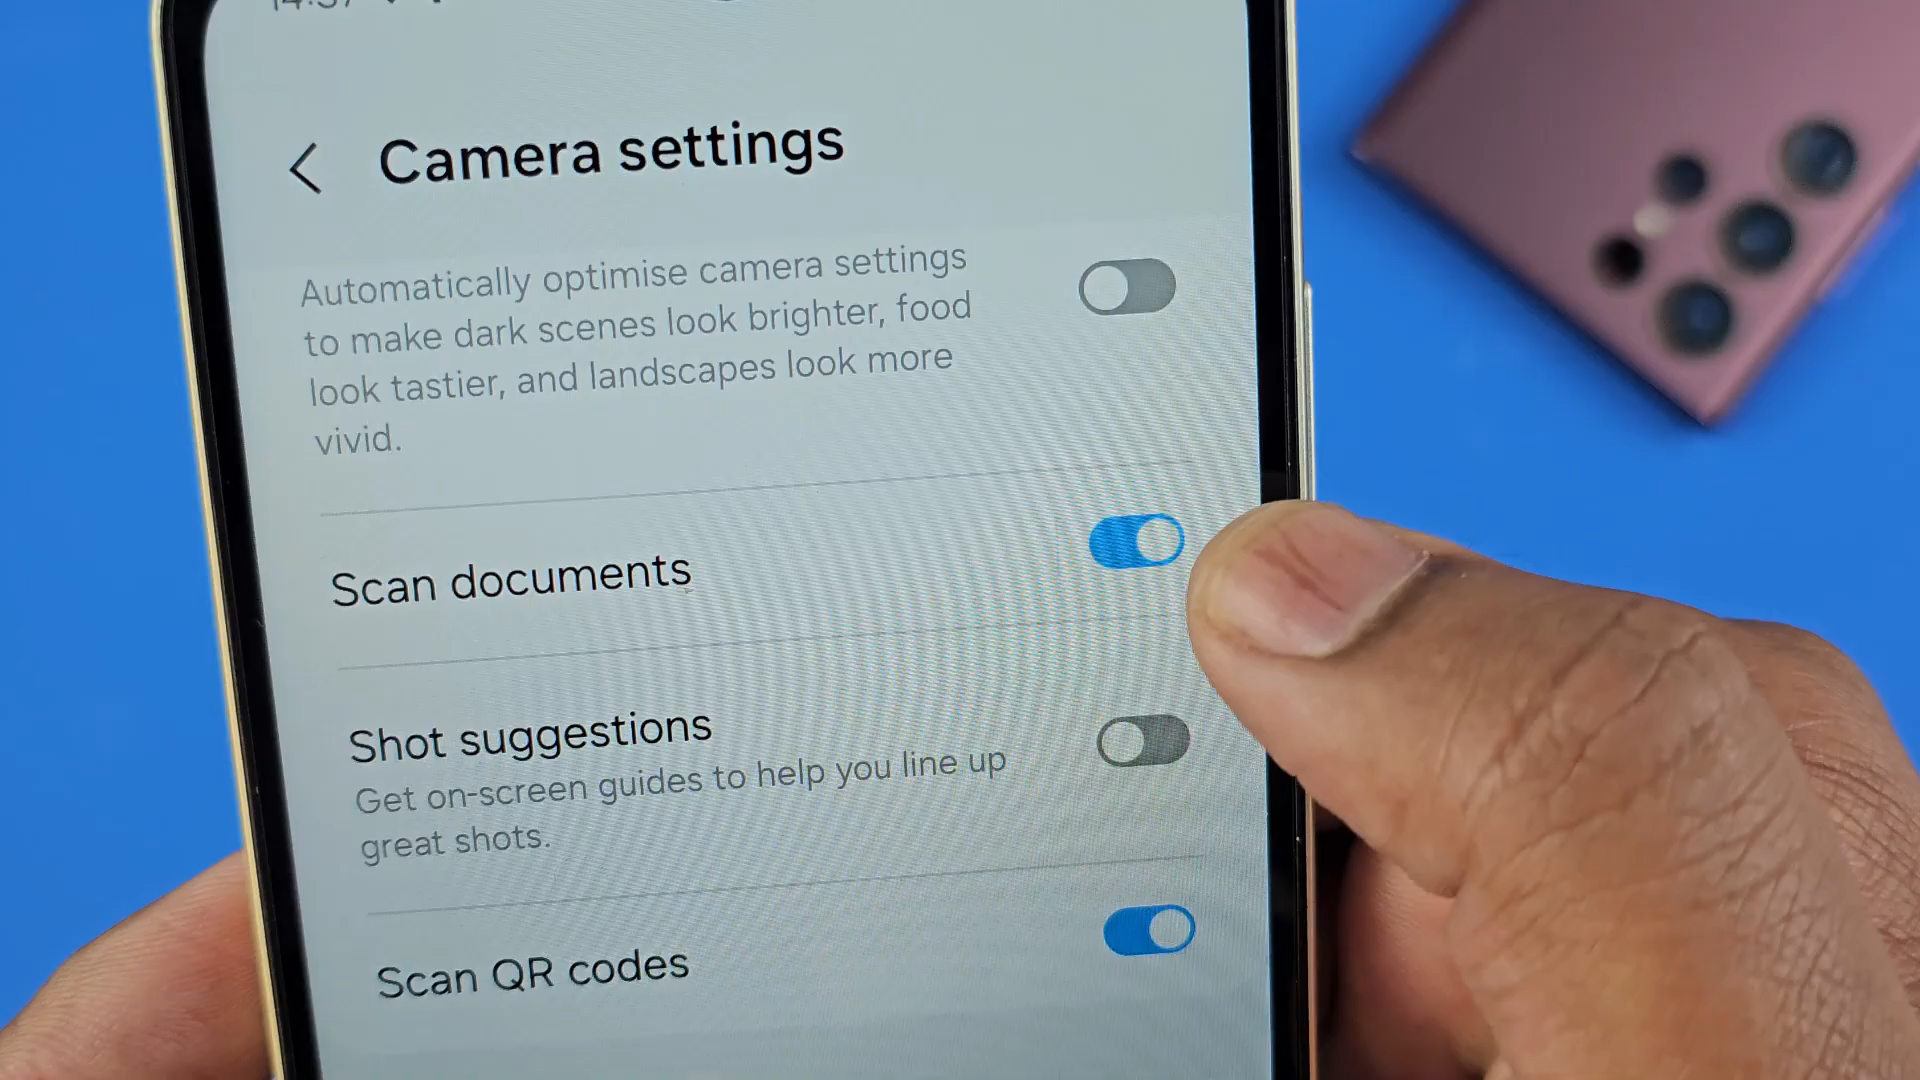 Camera settings
Automatically optimise camera settings
to make dark scenes look brighter, food
look tastier, and landscapes look more
vivid.
Scan documents
Shot suggestions
Get on-screen guides to help you line up
great shots.
Scan QR codes